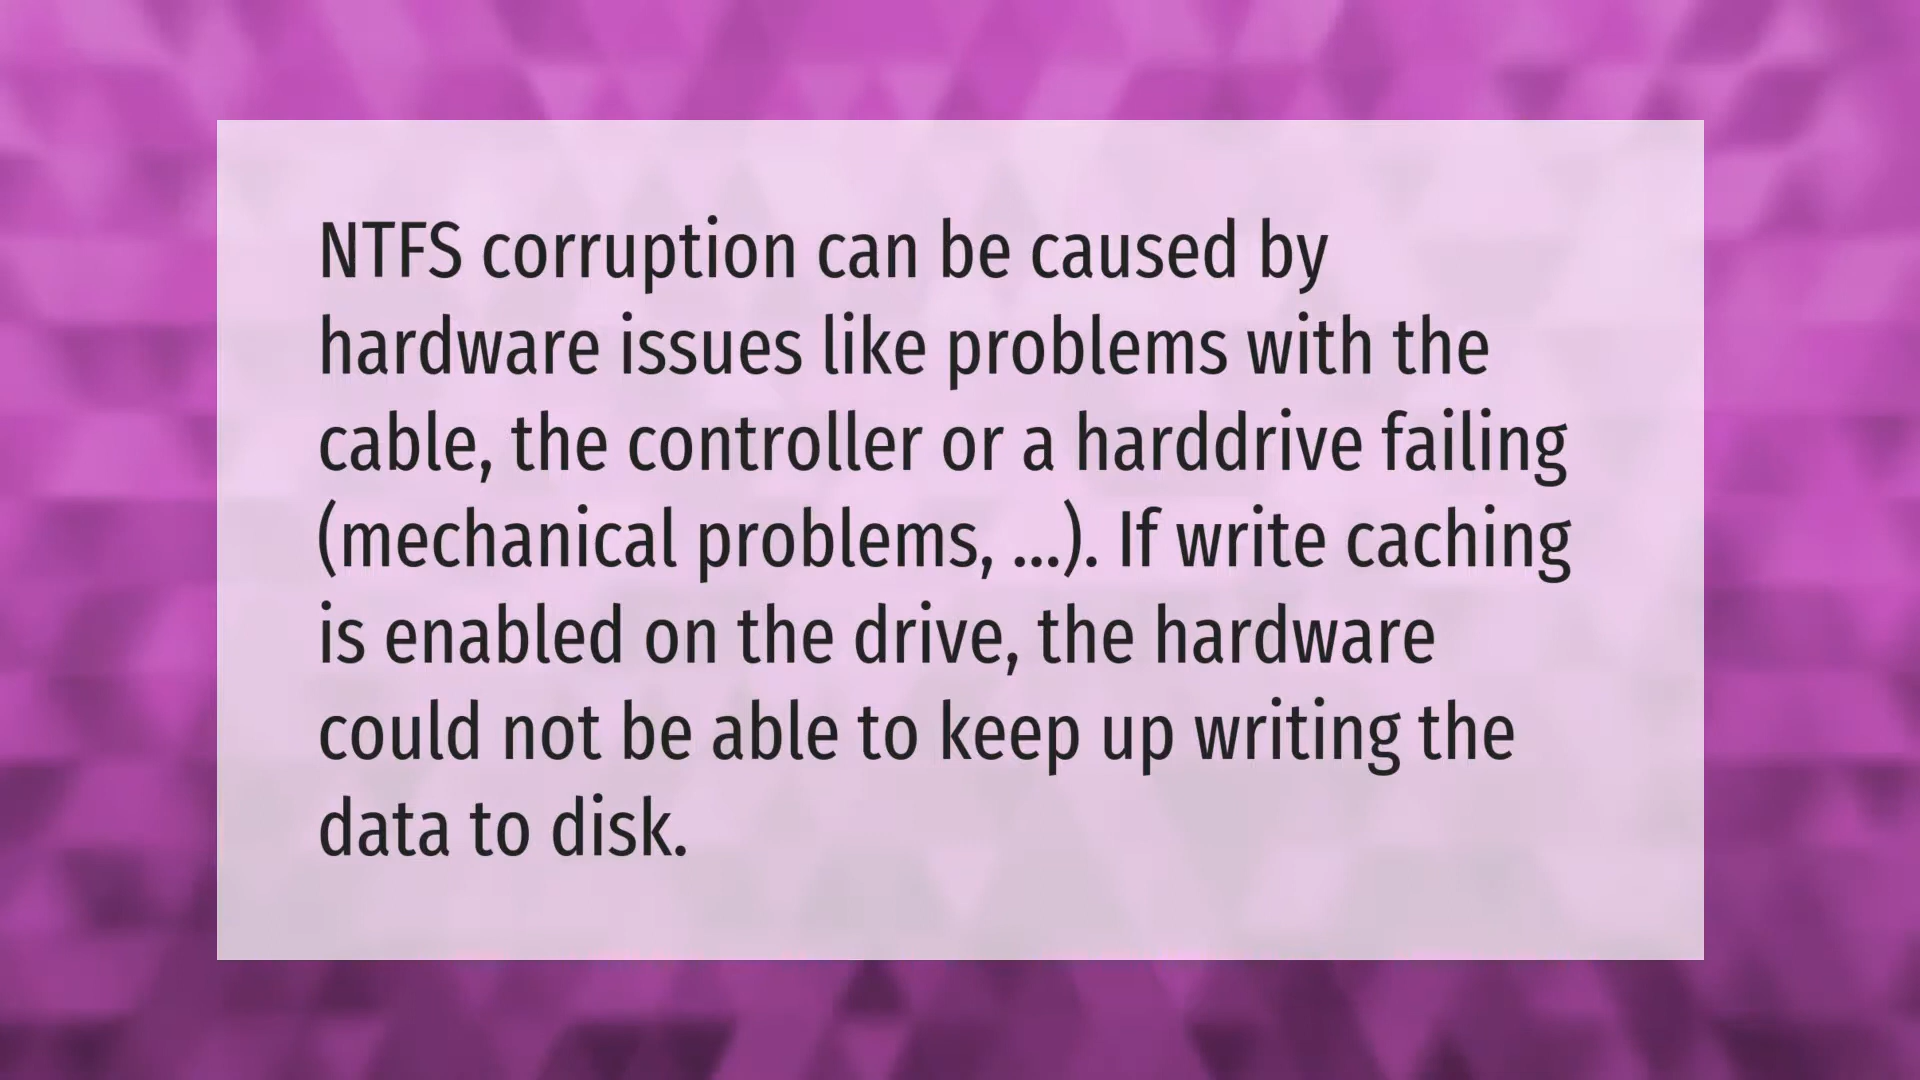 NTFS corruption can be caused by
hardware issues like problems with the
cable, the controller or a harddrive failing
(mechanical problems, ...). If write caching
is enabled on the drive, the hardware
could not be able to keep up writing the
data to disk.